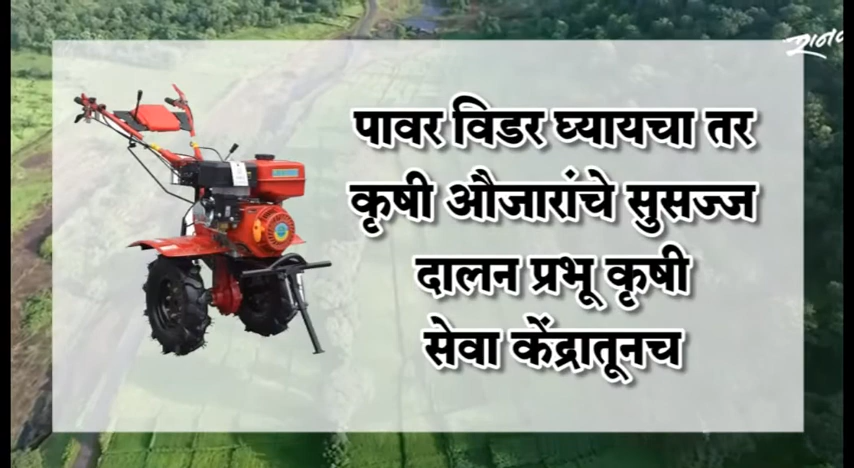 पावर विडर घ्यायचा तर
कृषी औजारांचे सुसज्ज
दालन प्रभू कृषी
सेवा केंद्रातूनच